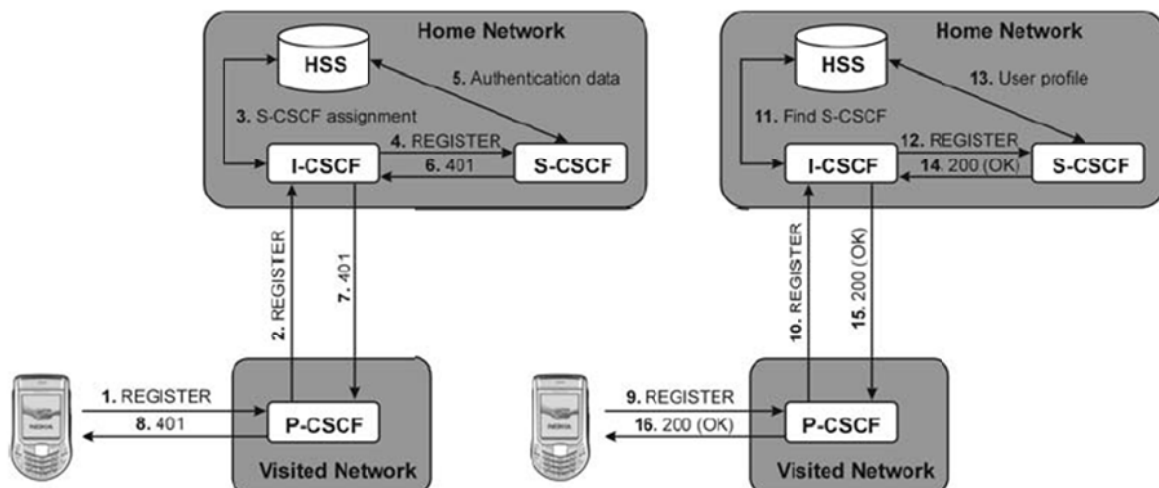 Home Network
HSS
5. Authentication data
3. S-CSCF assignment
4. REGISTER
I-CSCF
6. 401
S-CSCF
2. REGISTER
7. 401
1. REGISTER
8. 401
P-CSCF
Visited Network
Home Network
HSS
13. User profile
11. Find S-CSCF
12. REGISTER
I-CSCF
14. 200 (OK)
S-CSCF
10. REGISTER
15. 200 (OK)
9. REGISTER
16. 200 (OK)
P-CSCF
Visited Network